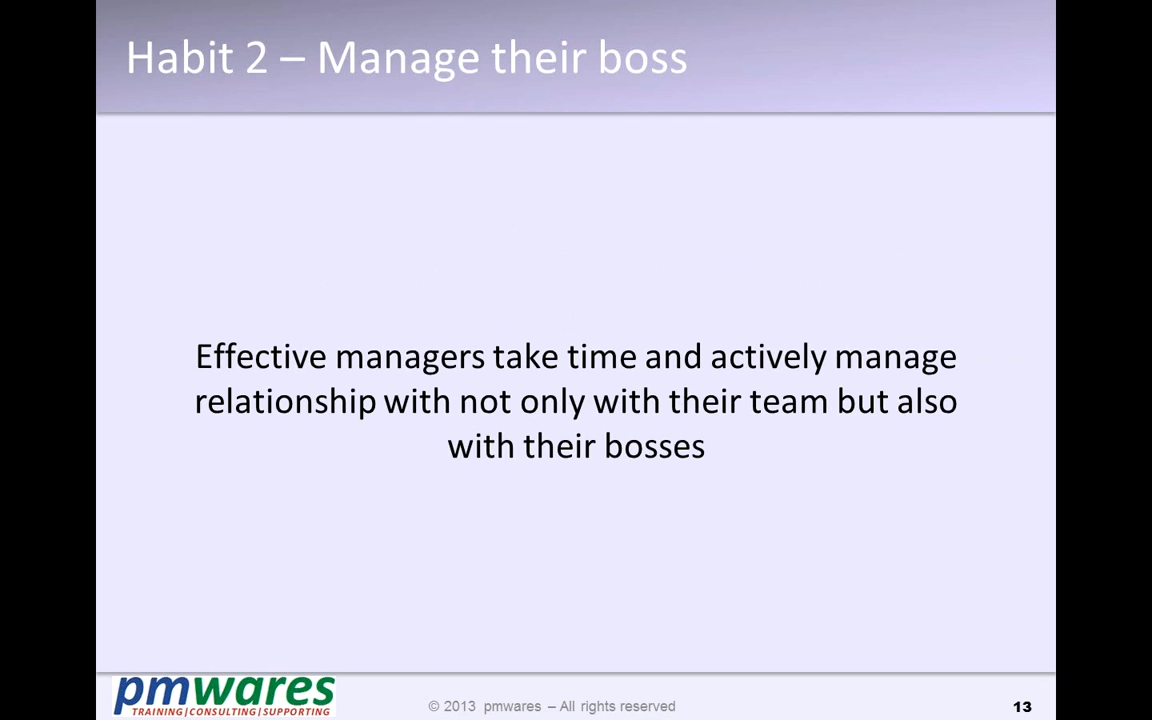 Habit 2 – Manage their boss
Effective managers take time and actively manage
relationship with not only with their team but also
with their bosses
pmwares
TRAINING|CONSULTING|SUPPORTING
© 2013 pmwares – All rights reserved
13